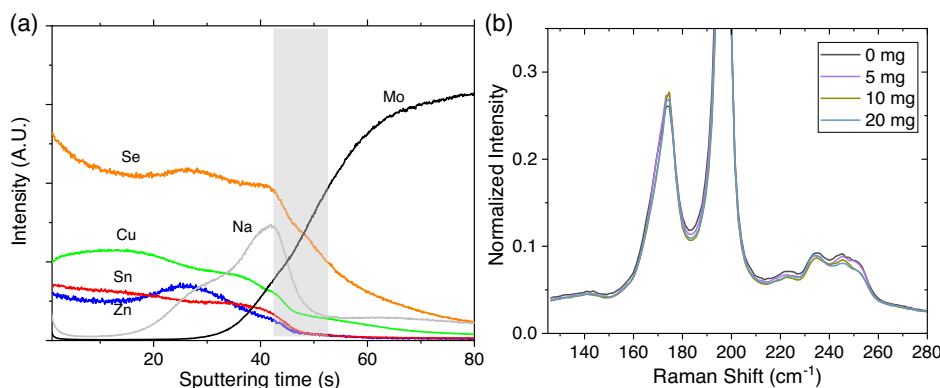 (a)
Intensity (A.U.)
Se
Cu
Sn
Zn
Na
Mo
20
40
60
80
Sputtering time (s)
(b)
Normalized Intensity
0.3
0.2
0.1
0.0
0 mg
5 mg
10 mg
20 mg
140
160
180
200
220
240
260
280
Raman Shift (cm⁻¹)